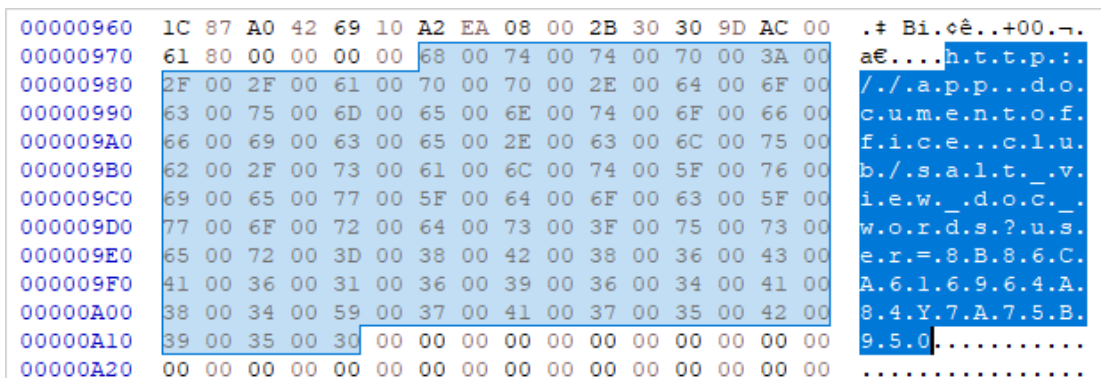 00000960 1C 87 A0 42 69 10 A2 EA 08 00 2B 30 30 9D AC 00 .‡ Bi.¢ê..+00.¬.
00000970 61 80 00 00 00 00 68 00 74 00 74 00 70 00 3A 00 a€....h.t.t.p.:.
00000980 2F 00 2F 00 61 00 70 00 70 00 2E 00 64 00 6F 00 /./.a.p.p...d.o.
00000990 63 00 75 00 6D 00 65 00 6E 00 74 00 6F 00 66 00 c.u.m.e.n.t.o.f.
000009A0 66 00 69 00 63 00 65 00 2E 00 63 00 6C 00 75 00 f.i.c.e...c.l.u.
000009B0 62 00 2F 00 73 00 61 00 6C 00 74 00 5F 00 76 00 b./.s.a.l.t._.v.
000009C0 69 00 65 00 77 00 5F 00 64 00 6F 00 63 00 5F 00 i.e.w._.d.o.c._.
000009D0 77 00 6F 00 72 00 64 00 73 00 3F 00 75 00 73 00 w.o.r.d.s.?.u.s.
000009E0 65 00 72 00 3D 00 38 00 42 00 38 00 36 00 43 00 e.r.=.8.B.8.6.C.
000009F0 41 00 36 00 31 00 36 00 39 00 36 00 34 00 41 00 A.6.1.6.9.6.4.A.
00000A00 38 00 34 00 59 00 37 00 41 00 37 00 35 00 42 00 8.4.Y.7.A.7.5.B.
00000A10 39 00 35 00 30 00 00 00 00 00 00 00 00 00 00 00 9.5.0...........
00000A20 00 00 00 00 00 00 00 00 00 00 00 00 00 00 00 00 ................